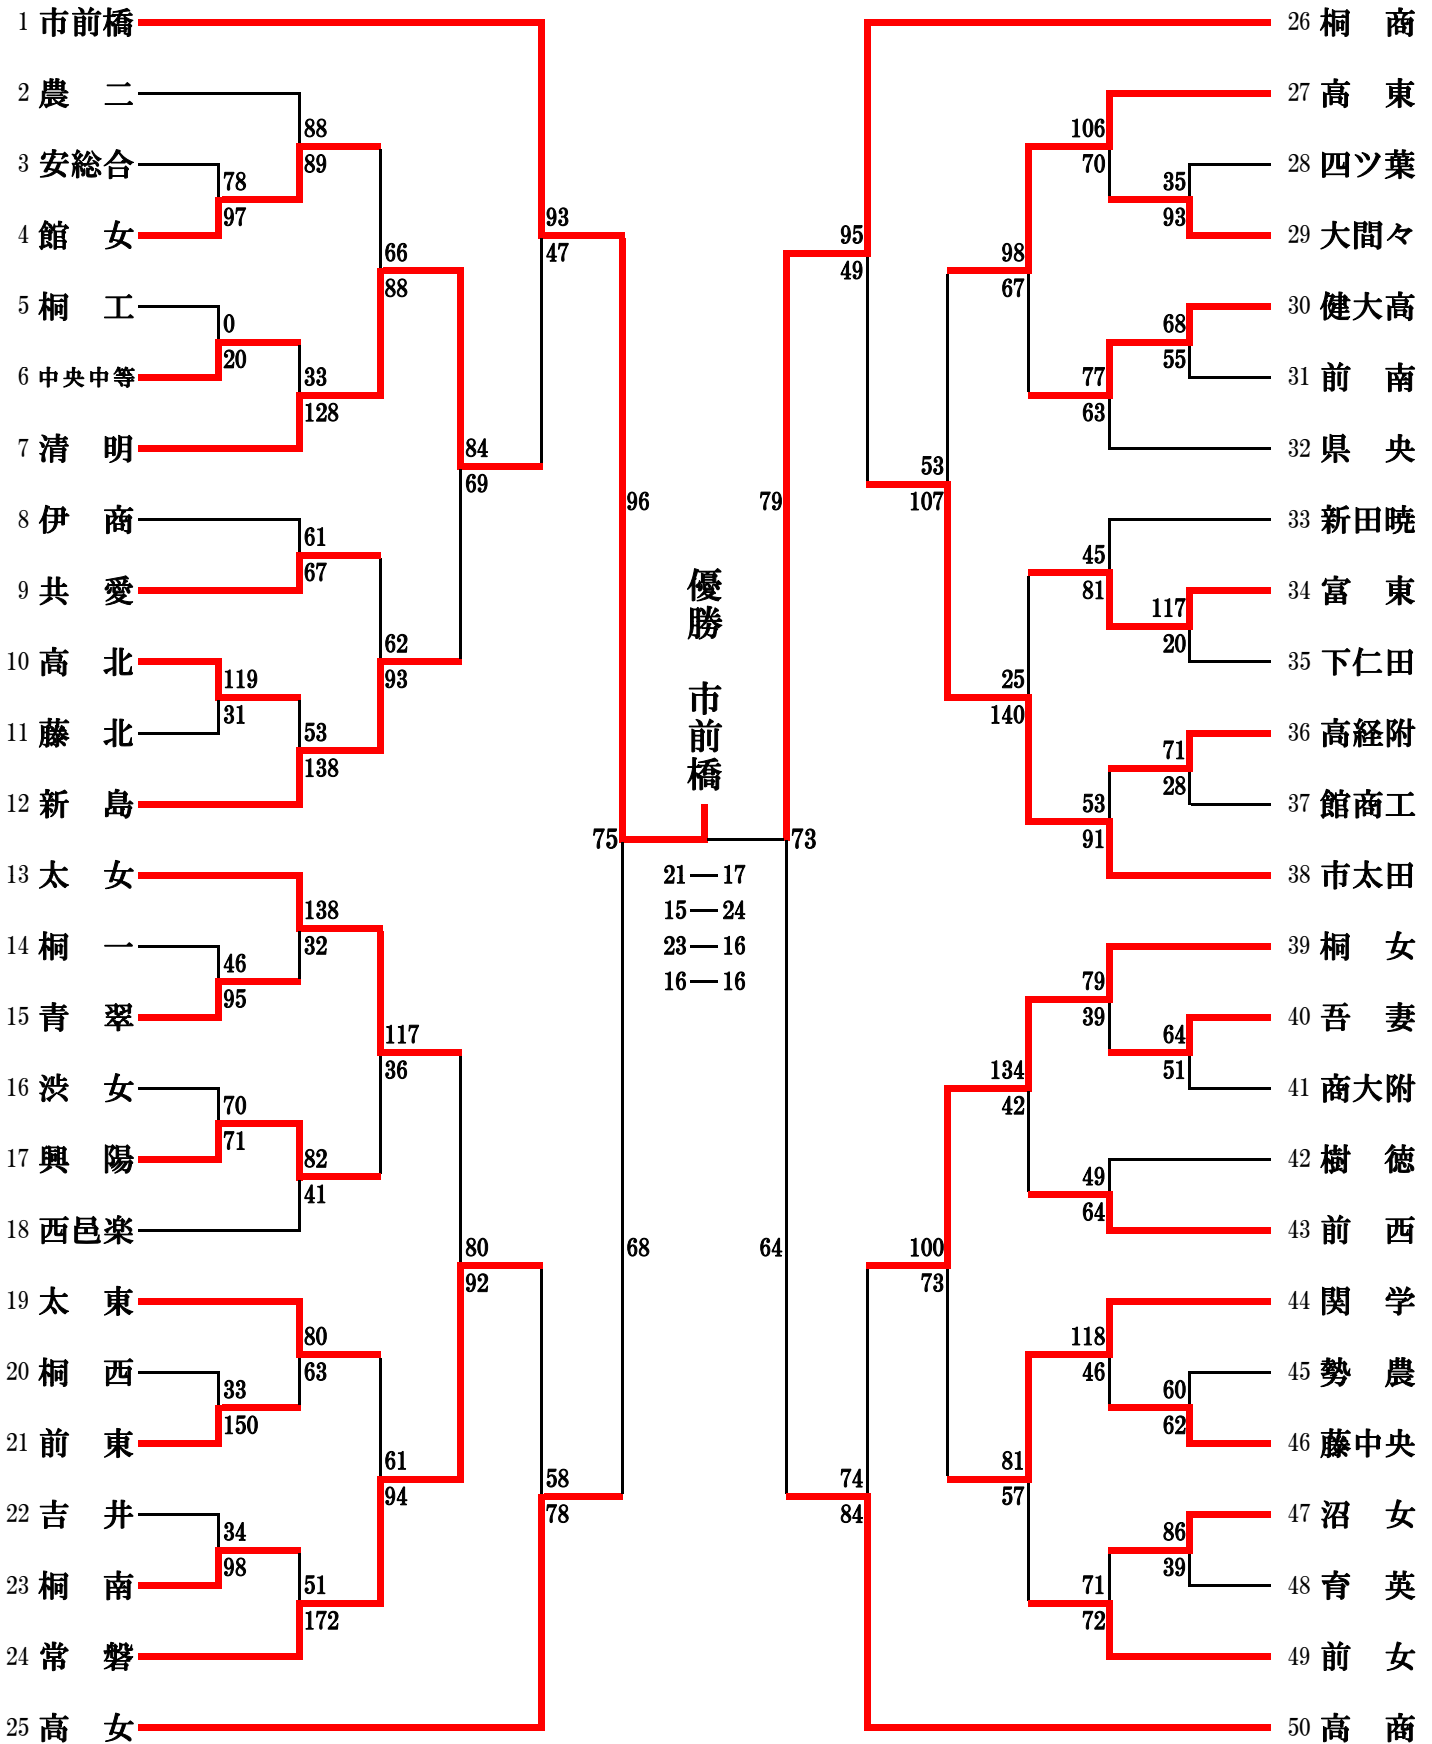 1 市前橋
2 農　二
3 安総合
4 館　女
5 桐　工
6 中央中等
7 清　明
8 伊　商
9 共　愛
10 高　北
11 藤　北
12 新　島
13 太　女
14 桐　一
15 青　翠
16 渋　女
17 興　陽
18 西邑楽
19 太　東
20 桐　西
21 前　東
22 吉　井
23 桐　南
24 常　磐
25 高　女
88
89
78
97
66
88
0
20
33
128
84
69
61
67
62
93
119
31
53
138
93
47
96
138
32
46
95
117
36
70
71
82
41
80
92
80
63
33
150
61
94
34
98
51
172
58
78
68
優勝　市前橋
75
73
21―17
15―24
23―16
16―16
95
49
79
106
70
35
93
98
67
68
55
77
63
53
107
45
81
117
20
25
140
71
28
53
91
79
39
64
51
134
42
49
64
100
73
118
46
60
62
81
57
86
39
71
72
74
84
64
26 桐　商
27 高　東
28 四ツ葉
29 大間々
30 健大高
31 前　南
32 県　央
33 新田暁
34 富　東
35 下仁田
36 高経附
37 館商工
38 市太田
39 桐　女
40 吾　妻
41 商大附
42 樹　徳
43 前　西
44 関　学
45 勢　農
46 藤中央
47 沼　女
48 育　英
49 前　女
50 高　商